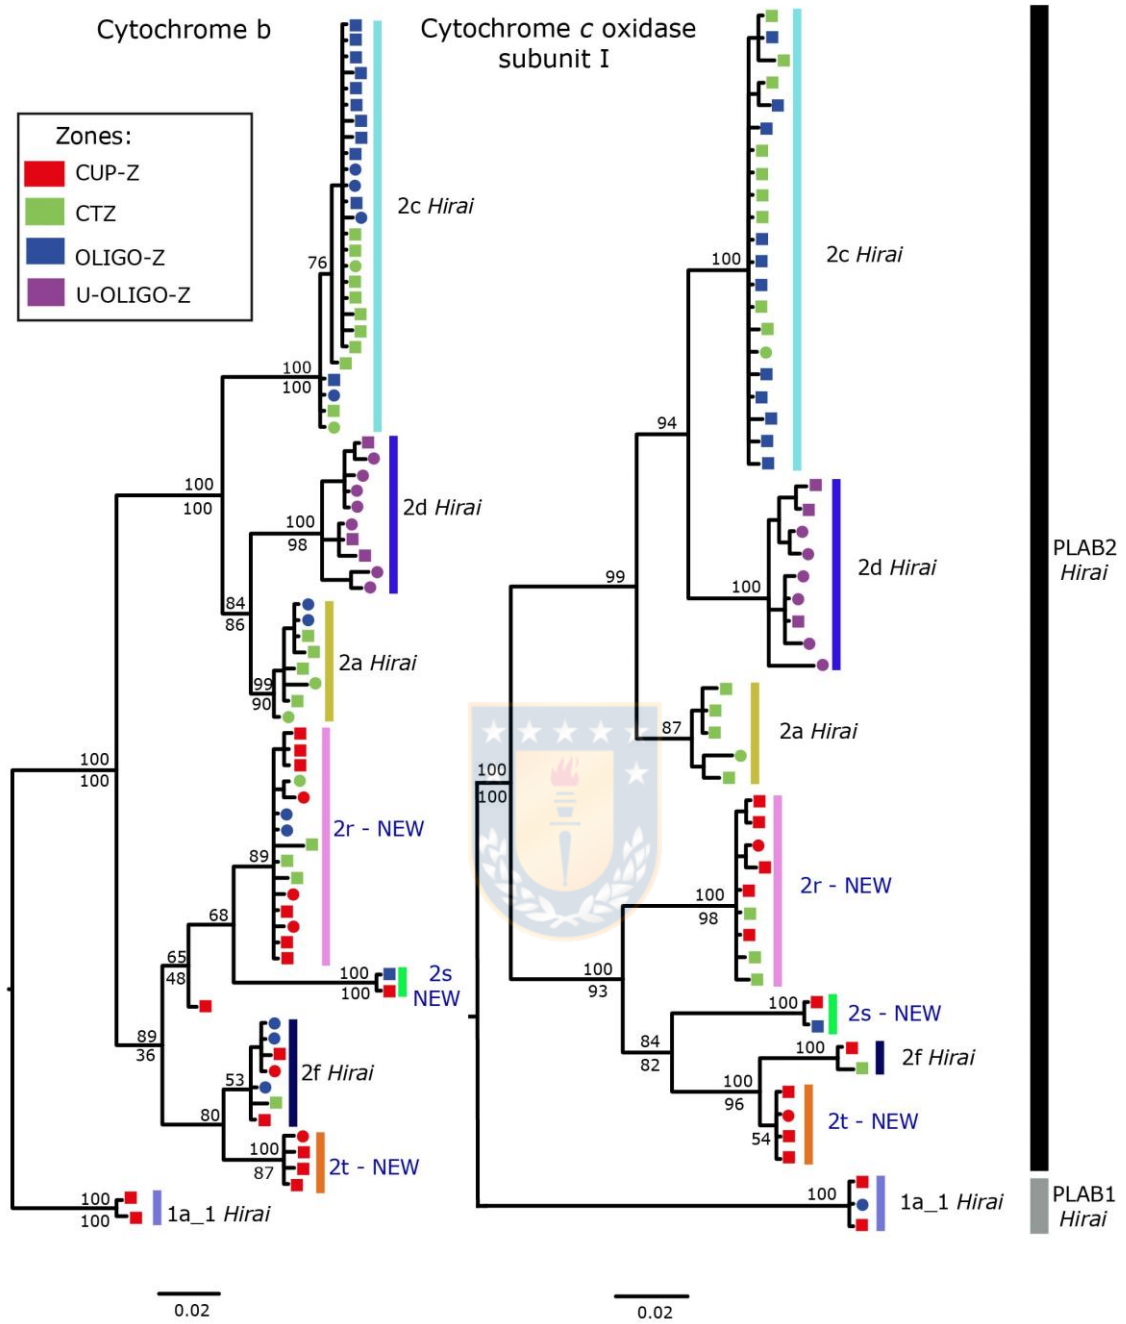 Cytochrome b
Cytochrome c oxidase
subunit I
Zones:
CUP-Z
CTZ
OLIGO-Z
U-OLIGO-Z
76
100
100
2c Hirai
100
100
100
98
2d Hirai
84
86
99
90
2a Hirai
100
100
89
2r - NEW
68
65
48
100
100
2s
NEW
89
36
53
2f Hirai
80
100
87
2t - NEW
100
100
1a_1 Hirai
0.02
100
2c Hirai
94
100
2d Hirai
99
87
2a Hirai
100
100
100
98
2r - NEW
100
93
100
2s - NEW
84
82
100
2f Hirai
100
96
54
2t - NEW
100
1a_1 Hirai
0.02
PLAB2
Hirai
PLAB1
Hirai